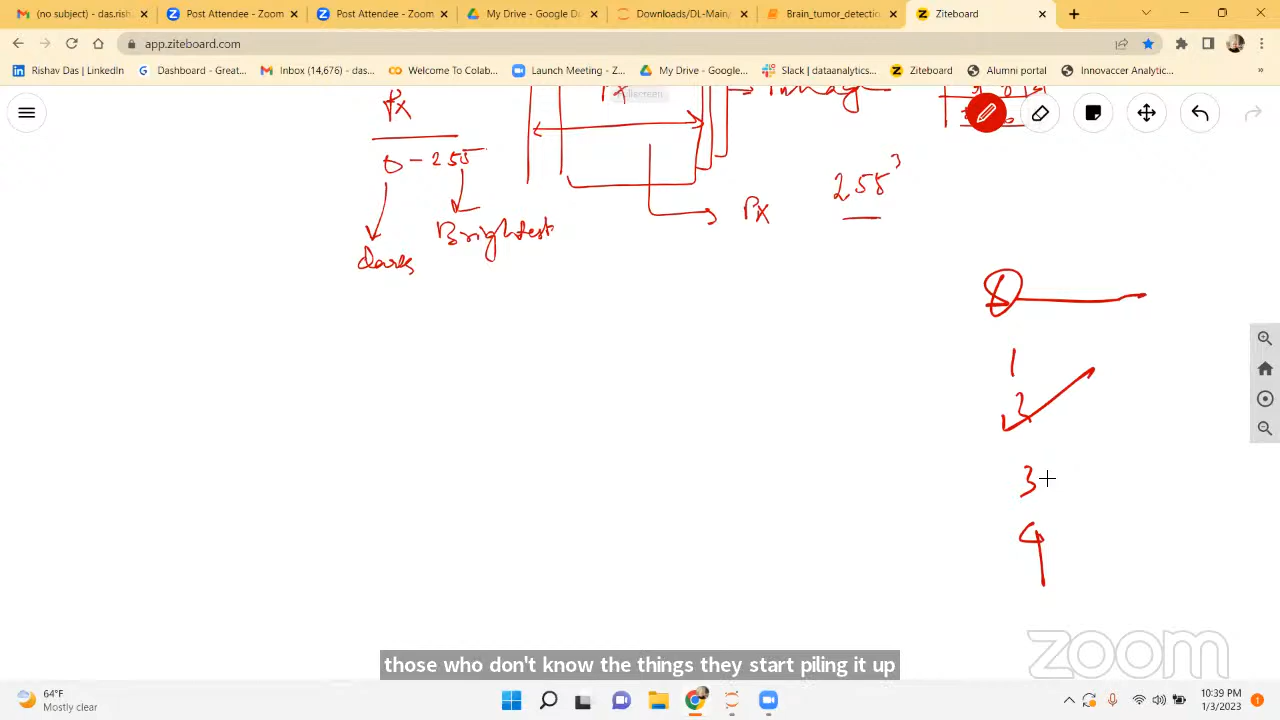 (no subject) - das.rish
Post Attendee - Zoom
Post Attendee - Zoom
My Drive - Google D
Downloads/DL-Main/
Brain_tumor_detectio
Ziteboard
app.ziteboard.com
Rishav Das | LinkedIn
Dashboard - Great...
Inbox (14,676) - das...
Welcome To Colab...
Launch Meeting - Z...
My Drive - Google...
Slack | dataanalytics...
Ziteboard
Alumni portal
Innovaccer Analytic...
Px
0 - 255
Dark
Brightest
Px
255³
1
2
3
4
those who don't know the things they start piling it up
zoom
64°F
Mostly clear
10:39 PM
1/3/2023